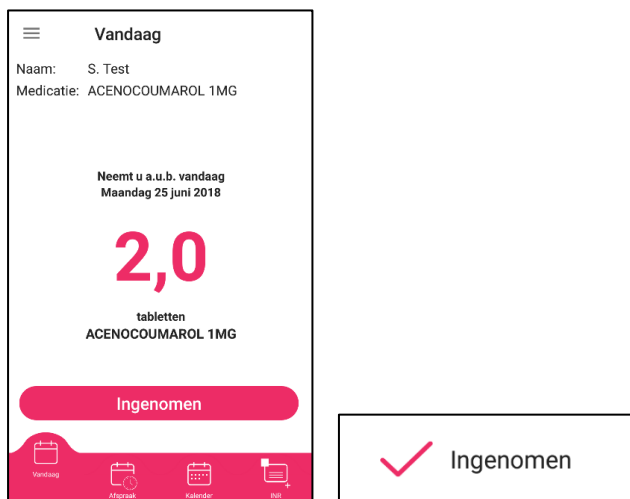 Vandaag
Naam: S. Test
Medicatie: ACENOCOUMAROL 1MG
Neemt u a.u.b. vandaag
Maandag 25 juni 2018
2,0
tabletten
ACENOCOUMAROL 1MG
Ingenomen
Vandaag
Afspraak
Kalender
INR
Ingenomen